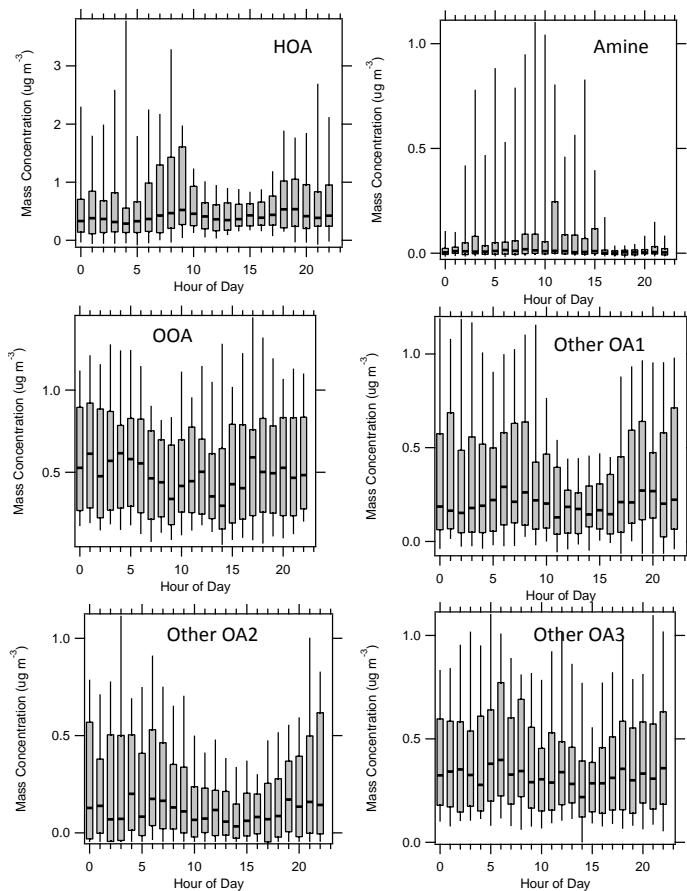 HOA
Mass Concentration (ug m⁻³)
3
2
1
0
0 5 10 15 20
Hour of Day
Amine
Mass Concentration (ug m⁻³)
1.0
0.5
0.0
0 5 10 15 20
Hour of Day
OOA
Mass Concentration (ug m⁻³)
1.0
0.5
0 5 10 15 20
Hour of Day
Other OA1
Mass Concentration (ug m⁻³)
1.0
0.5
0.0
0 5 10 15 20
Hour of Day
Other OA2
Mass Concentration (ug m⁻³)
1.0
0.5
0.0
0 5 10 15 20
Hour of Day
Other OA3
Mass Concentration (ug m⁻³)
1.0
0.5
0.0
0 5 10 15 20
Hour of Day